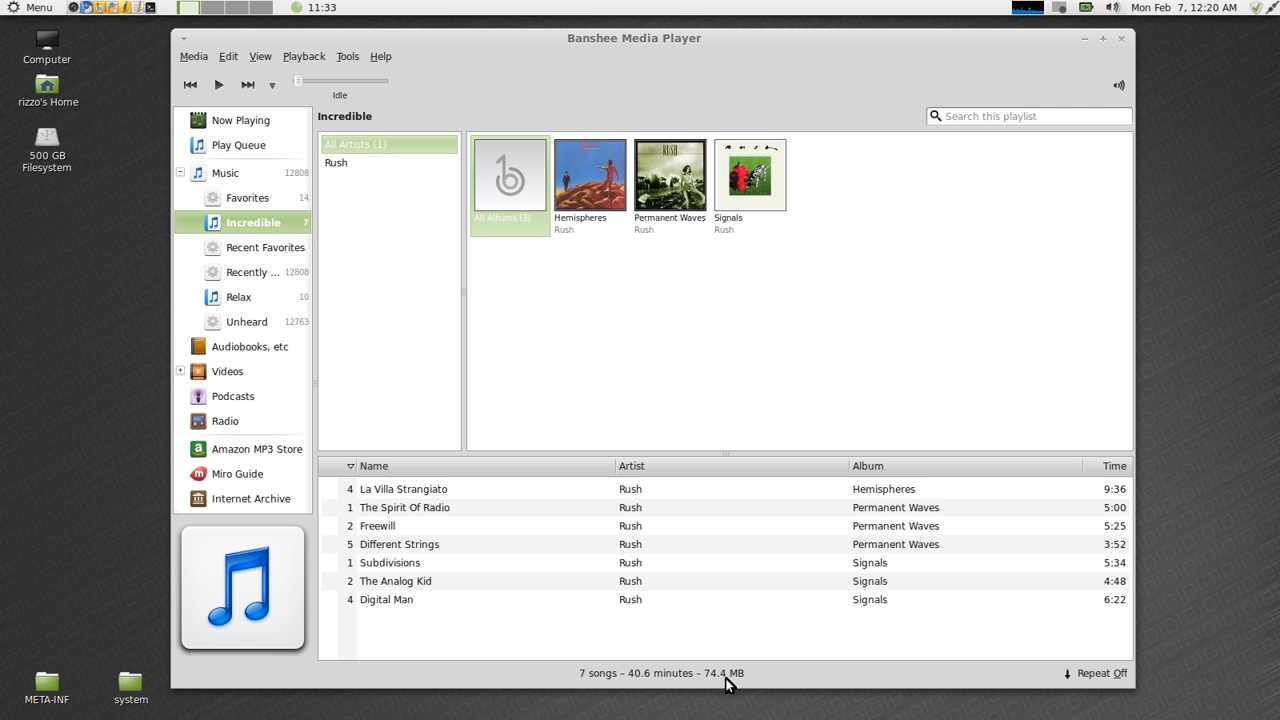 Menu
11:33
Mon Feb 7, 12:20 AM
Computer
rizzo's Home
500 GB
Filesystem
META-INF
system
Banshee Media Player
Media Edit View Playback Tools Help
Idle
Now Playing
Play Queue
Music 12808
Favorites 14
Incredible 7
Recent Favorites
Recently ... 12808
Relax 10
Unheard 12763
Audiobooks, etc
Videos
Podcasts
Radio
Amazon MP3 Store
Miro Guide
Internet Archive
Incredible
Search this playlist
All Artists (1)
Rush
All Albums (3)
Hemispheres
Rush
RUSH
Permanent Waves
Rush
Signals
Rush
Name Artist Album Time
4 La Villa Strangiato Rush Hemispheres 9:36
1 The Spirit Of Radio Rush Permanent Waves 5:00
2 Freewill Rush Permanent Waves 5:25
5 Different Strings Rush Permanent Waves 3:52
1 Subdivisions Rush Signals 5:34
2 The Analog Kid Rush Signals 4:48
4 Digital Man Rush Signals 6:22
7 songs – 40.6 minutes – 74.4 MB
Repeat Off